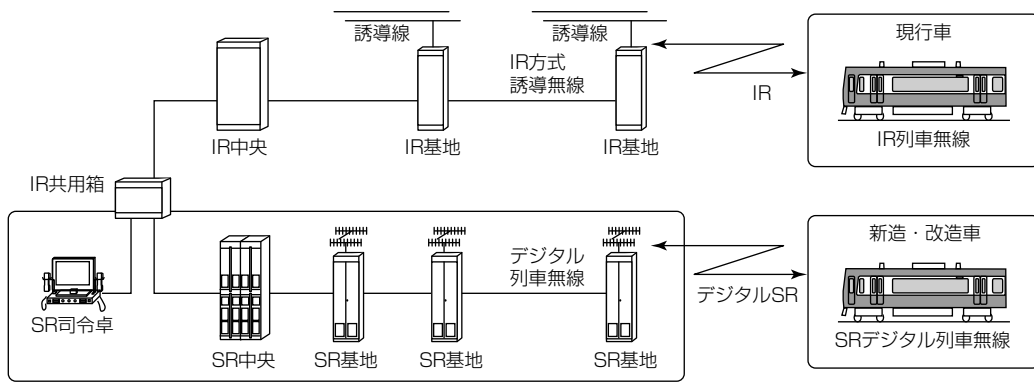 誘導線
誘導線
IR方式
誘導無線
IR中央
IR基地
IR基地
IR
現行車
IR列車無線
IR共用箱
SR司令卓
SR中央
SR基地
SR基地
デジタル
列車無線
SR基地
デジタルSR
新造・改造車
SRデジタル列車無線